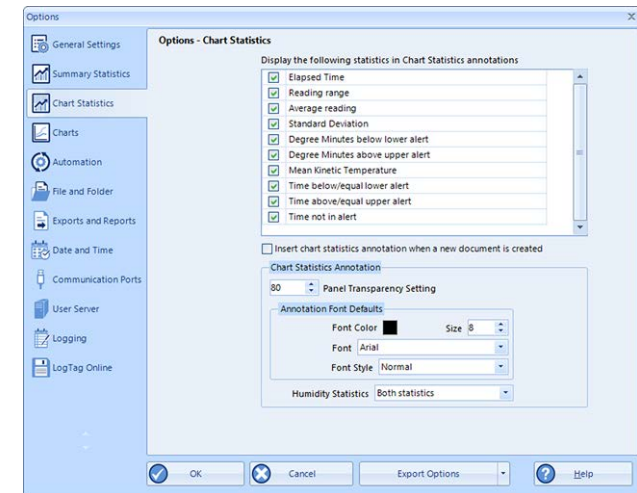 Options
X
General Settings
Summary Statistics
Chart Statistics
Charts
Automation
File and Folder
Exports and Reports
Date and Time
Communication Ports
User Server
Logging
LogTag Online
Options - Chart Statistics
Display the following statistics in Chart Statistics annotations
Elapsed Time
Reading range
Average reading
Standard Deviation
Degree Minutes below lower alert
Degree Minutes above upper alert
Mean Kinetic Temperature
Time below/equal lower alert
Time above/equal upper alert
Time not in alert
Insert chart statistics annotation when a new document is created
Chart Statistics Annotation
80 Panel Transparency Setting
Annotation Font Defaults
Font Color Size 8
Font Arial
Font Style Normal
Humidity Statistics Both statistics
OK Cancel Export Options Help